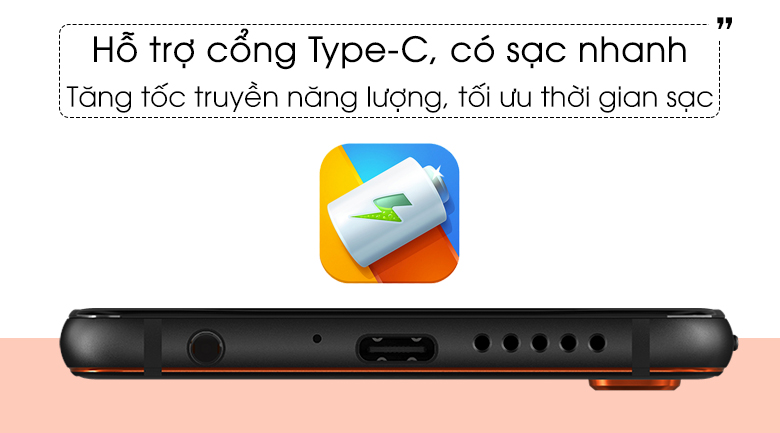 Hỗ trợ cổng Type-C, có sạc nhanh
Tăng tốc truyền năng lượng, tối ưu thời gian sạc